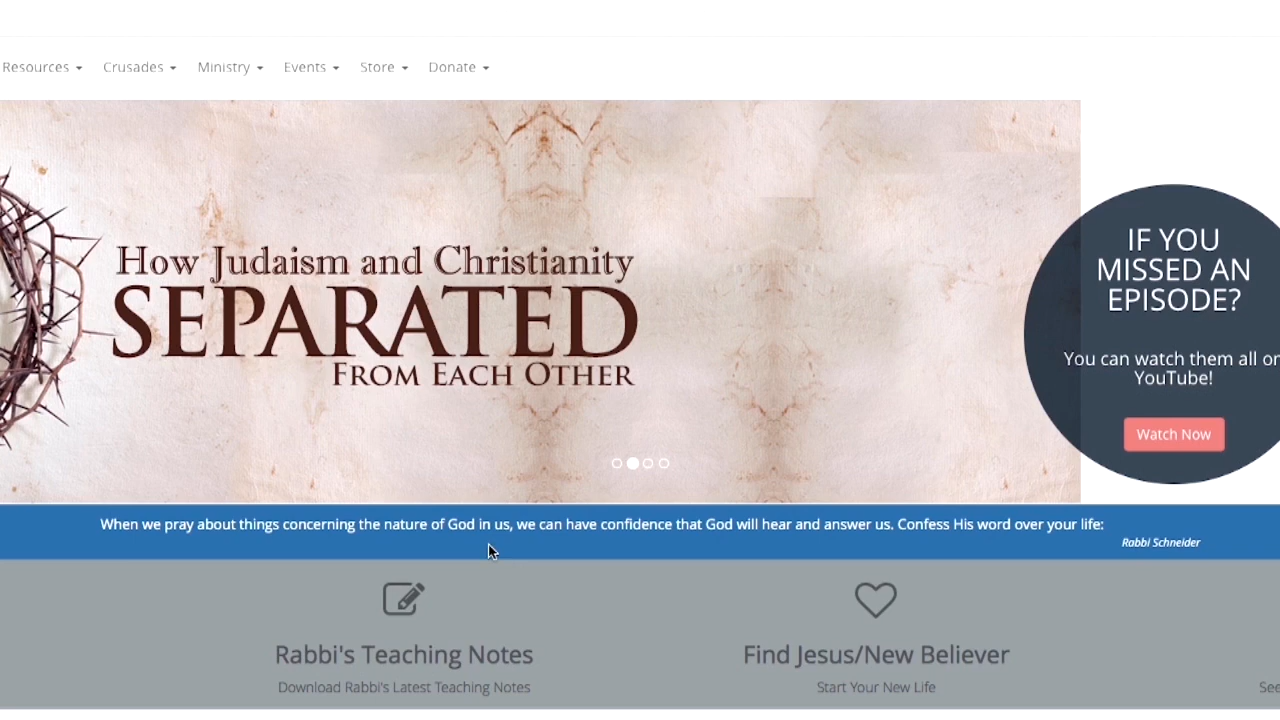 Resources Crusades Ministry Events Store Donate
How Judaism and Christianity
SEPARATED
FROM EACH OTHER
IF YOU
MISSED AN
EPISODE?
You can watch them all on
YouTube!
Watch Now
When we pray about things concerning the nature of God in us, we can have confidence that God will hear and answer us. Confess His word over your life:
Rabbi Schneider
Rabbi's Teaching Notes
Download Rabbi's Latest Teaching Notes
Find Jesus/New Believer
Start Your New Life
See